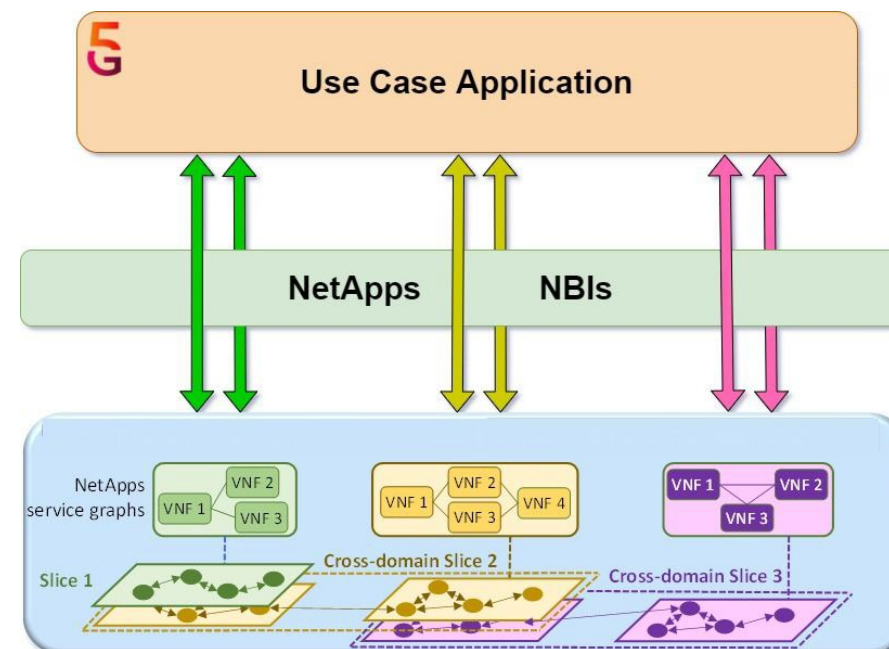 5G
Use Case Application
NetApps NBIs
NetApps
service graphs
VNF 1
VNF 2
VNF 3
VNF 1
VNF 2
VNF 3
VNF 4
VNF 1
VNF 2
VNF 3
Slice 1
Cross-domain Slice 2
Cross-domain Slice 3